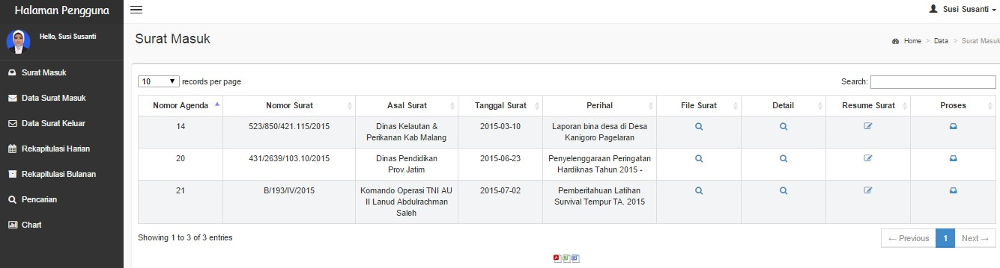 Halaman Pengguna
Susi Susanti
Hello, Susi Susanti
Surat Masuk
Data Surat Masuk
Data Surat Keluar
Rekapitulasi Harian
Rekapitulasi Bulanan
Pencarian
Chart
Surat Masuk
Home > Data > Surat Masuk
10 records per page
Search:
Nomor Agenda Nomor Surat Asal Surat Tanggal Surat Perihal File Surat Detail Resume Surat Proses
14 523/850/421.115/2015 Dinas Kelautan & 2015-03-10 Laporan bina desa di Desa
Perikanan Kab Malang Kanigoro Pagelaran
20 431/2639/103.10/2015 Dinas Pendidikan 2015-06-23 Penyelenggaraan Peringatan
Prov.Jatim Hardiknas Tahun 2015 -
21 B/193/IV/2015 Komando Operasi TNI AU 2015-07-02 Pemberitahuan Latihan
II Lanud Abdulrachman Survival Tempur TA. 2015
Saleh
Showing 1 to 3 of 3 entries
← Previous 1 Next →